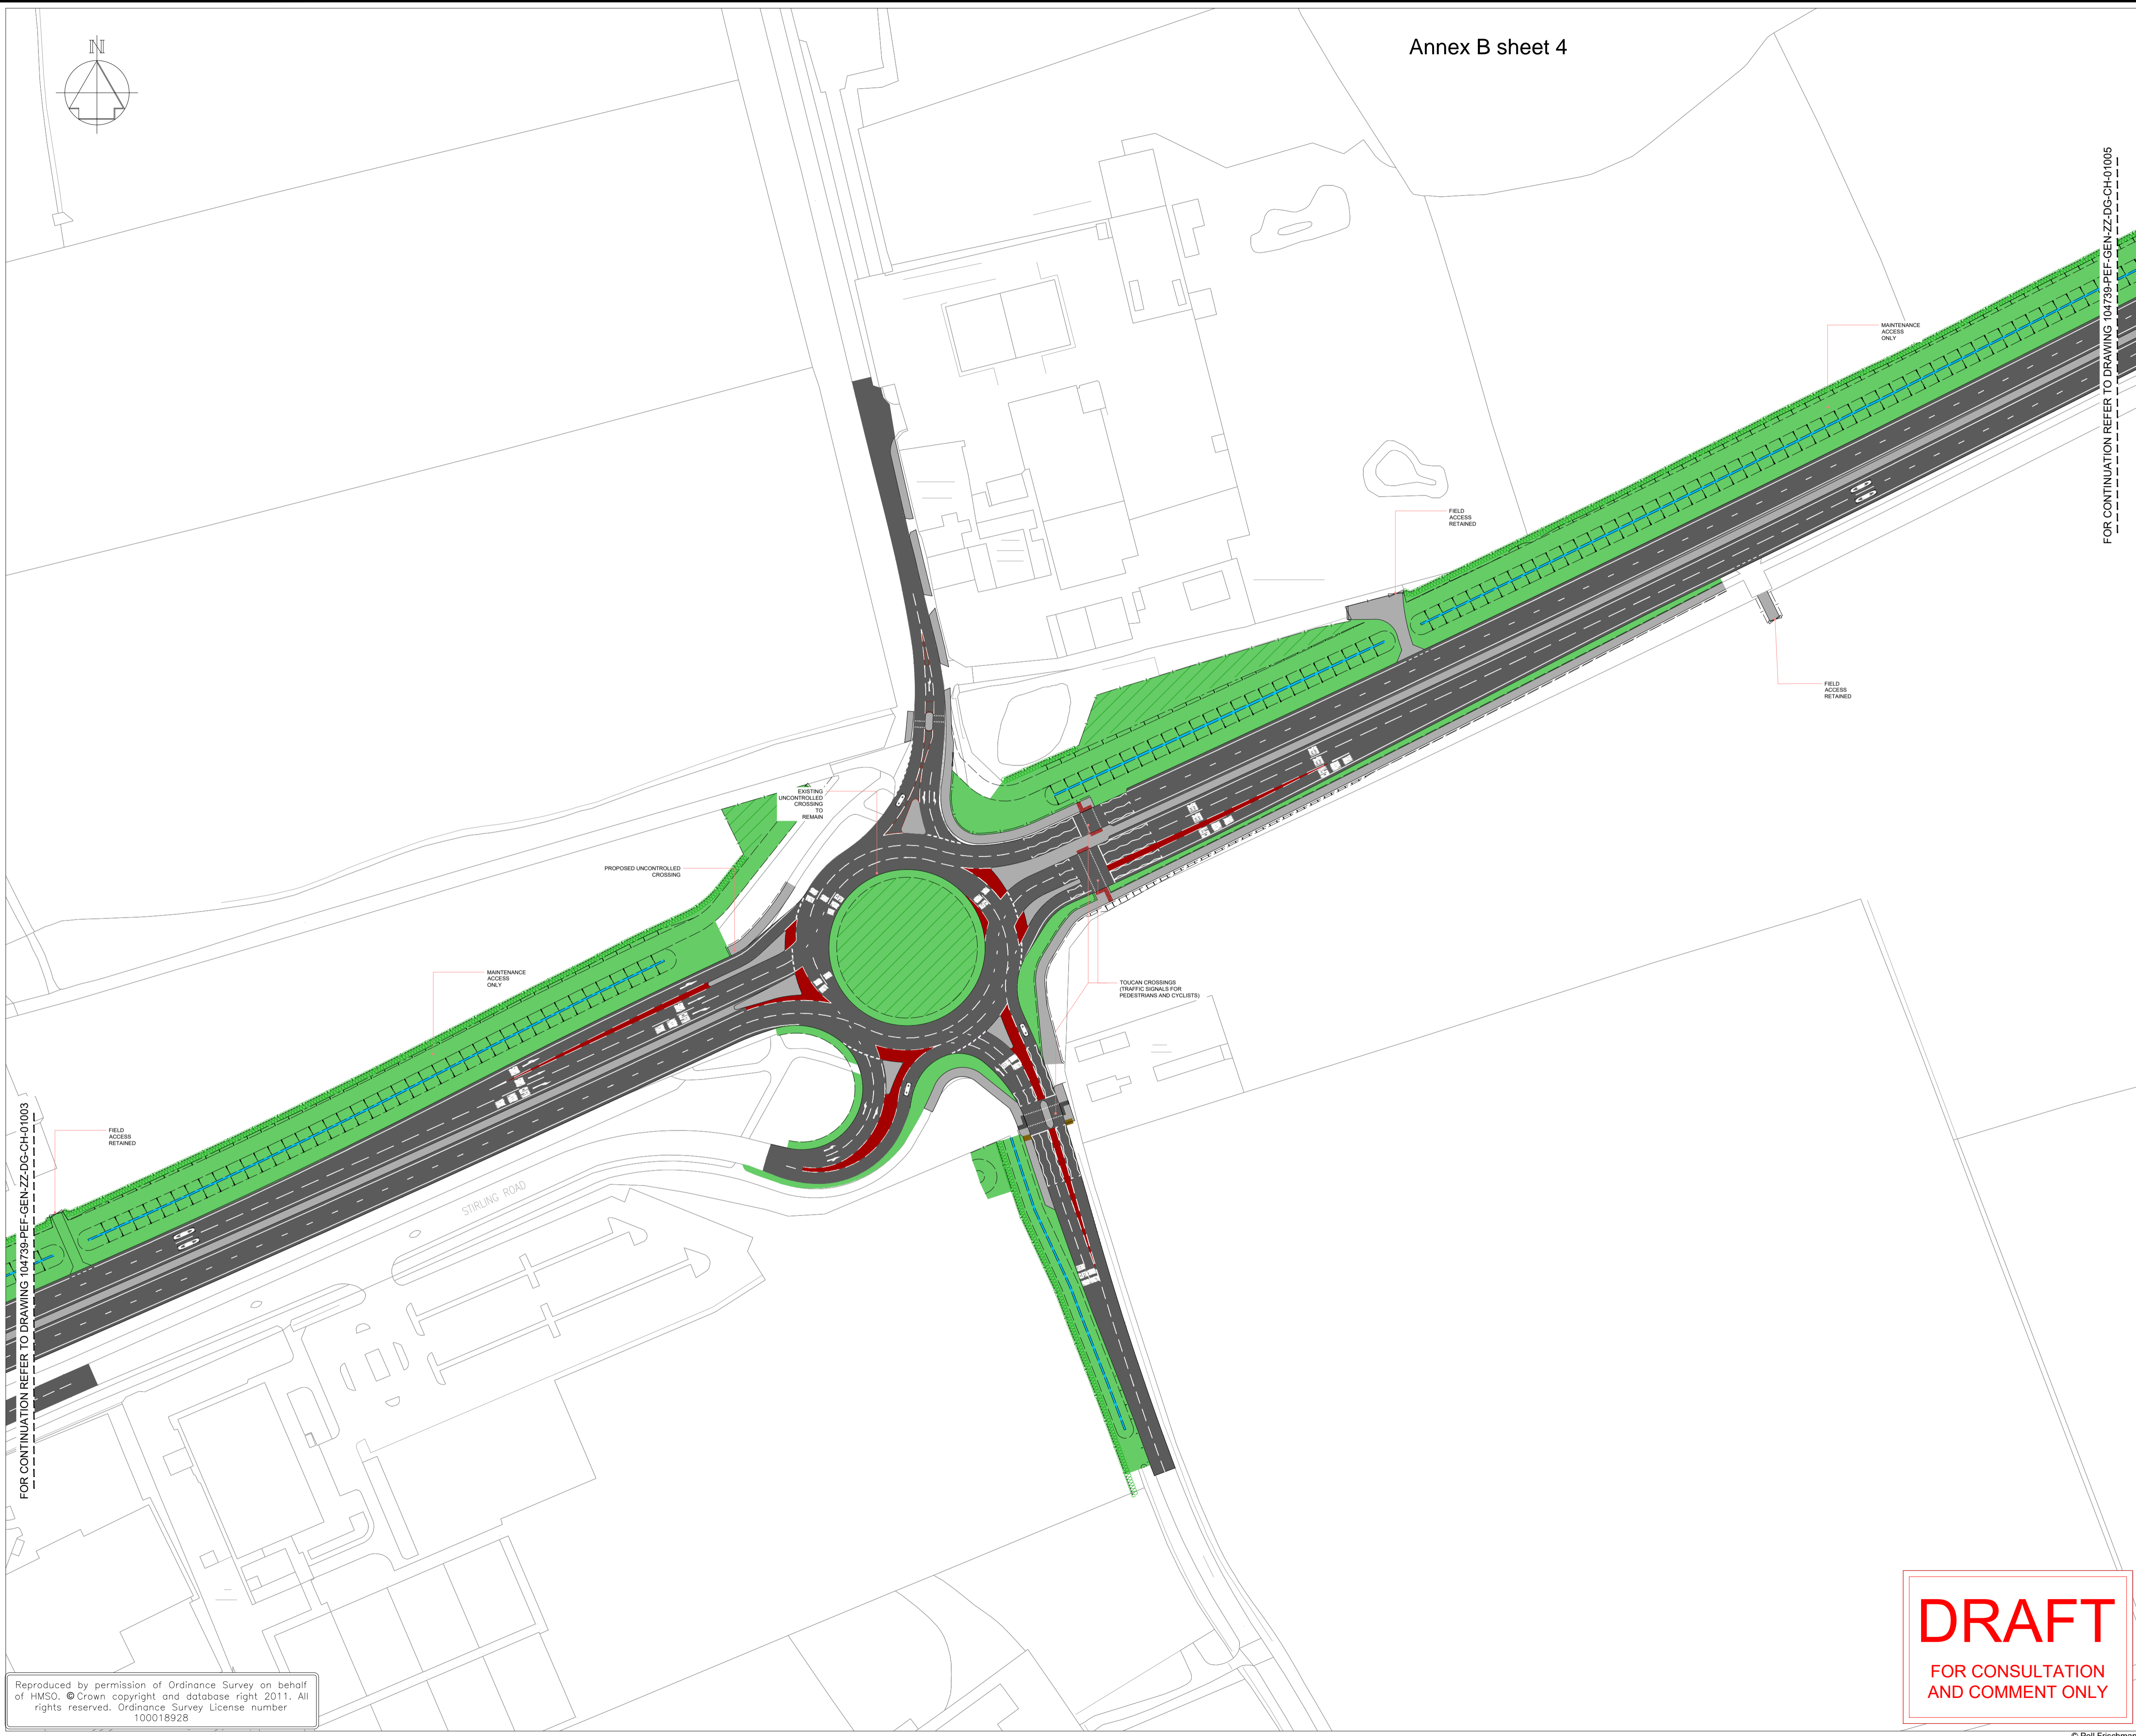 Annex B sheet 4
N
FOR CONTINUATION REFER TO DRAWING 104739-PEF-GEN-ZZ-DG-CH-01005
MAINTENANCE
ACCESS
ONLY
FIELD
ACCESS
RETAINED
FIELD
ACCESS
RETAINED
EXISTING
UNCONTROLLED
CROSSING
TO
REMAIN
PROPOSED UNCONTROLLED
CROSSING
MAINTENANCE
ACCESS
ONLY
TOUCAN CROSSINGS
(TRAFFIC SIGNALS FOR
PEDESTRIANS AND CYCLISTS)
FIELD
ACCESS
RETAINED
FOR CONTINUATION REFER TO DRAWING 104739-PEF-GEN-ZZ-DG-CH-01003
STIRLING ROAD
DRAFT
FOR CONSULTATION
AND COMMENT ONLY
Reproduced by permission of Ordinance Survey on behalf
of HMSO. © Crown copyright and database right 2011. All
rights reserved. Ordinance Survey License number
100018928